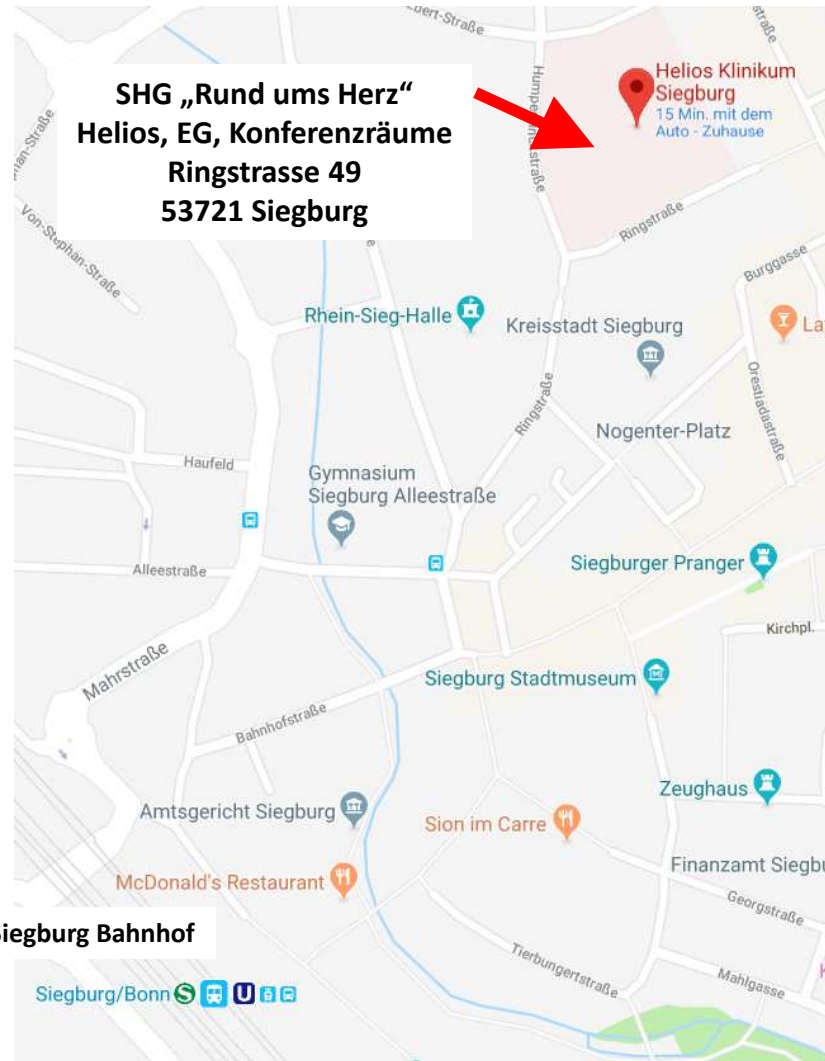 SHG „Rund ums Herz“
Helios, EG, Konferenzräume
Ringstrasse 49
53721 Siegburg
Helios Klinikum
Siegburg
15 Min. mit dem
Auto - Zuhause
Von-Stephan-Straße
Ringstraße
Burggasse
Rhein-Sieg-Halle
Kreisstadt Siegburg
La
Orestiadastraße
Ringstraße
Nogenter-Platz
Haufeld
Gymnasium
Siegburg Alleestraße
Siegburger Pranger
Alleestraße
Kirchpl.
Mahrstraße
Siegburg Stadtmuseum
Bahnhofstraße
Zeughaus
Amtsgericht Siegburg
Sion im Carre
McDonald's Restaurant
Finanzamt Siegbu
Georgstraße
Siegburg Bahnhof
Tierbungertstraße
Mahlgasse
Siegburg/Bonn S U